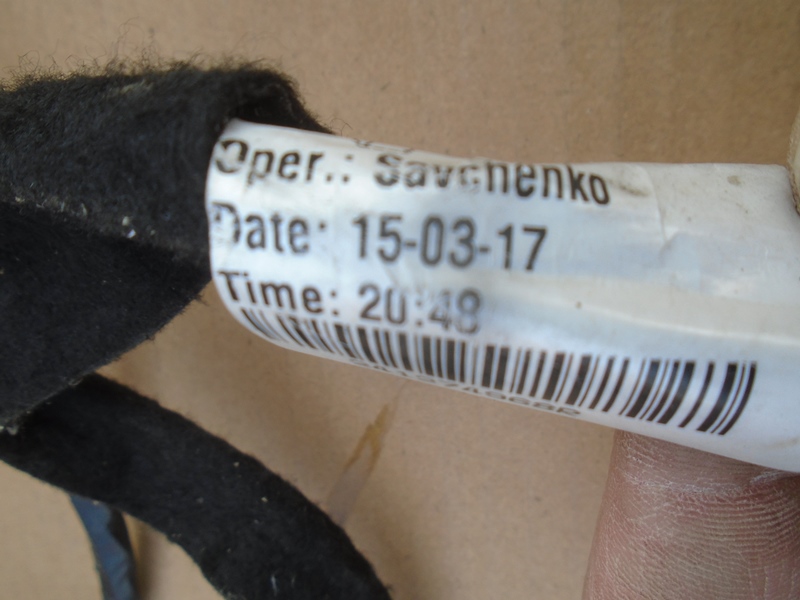 Oper.: Savchenko
Date: 15-03-17
Time: 20:48